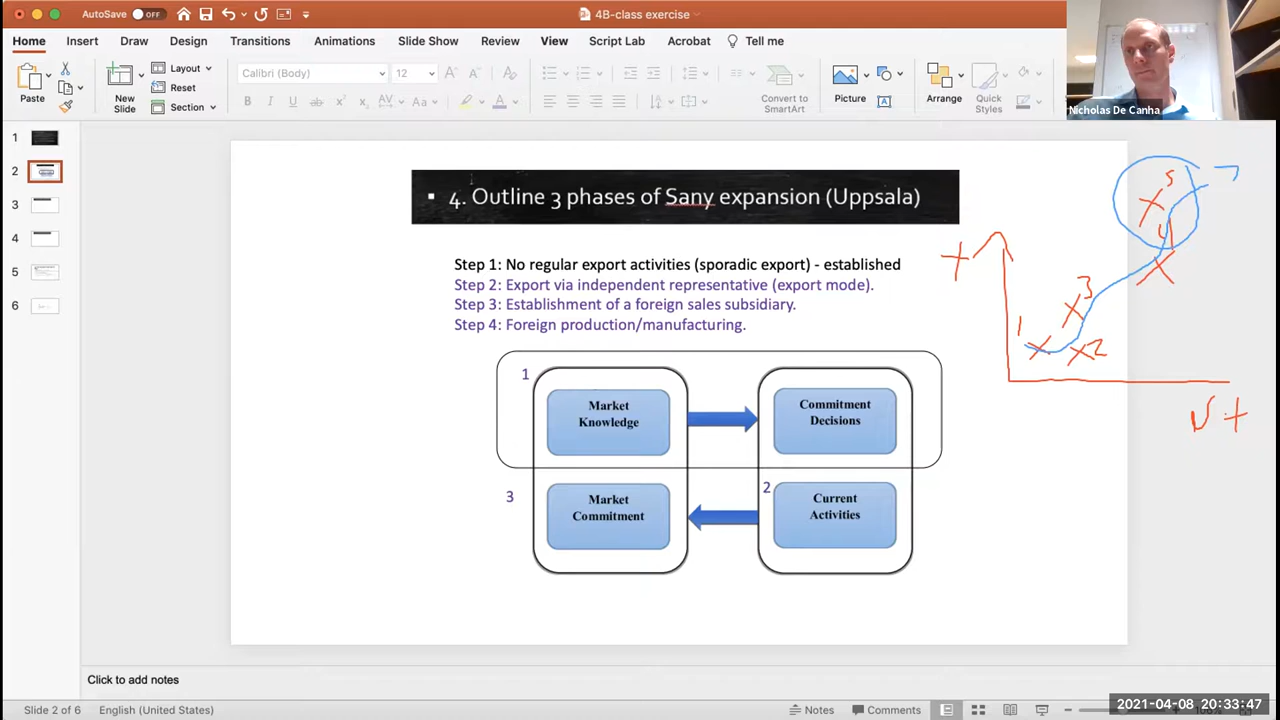 AutoSave OFF
4B-class exercise
Home Insert Draw Design Transitions Animations Slide Show Review View Script Lab Acrobat Tell me
Paste
New Slide
Layout
Reset
Section
Calibri (Body) 12
B I U
Convert to SmartArt
Picture
Arrange
Quick Styles
Nicholas De Canha
1
2
3
4
5
6
4. Outline 3 phases of Sany expansion (Uppsala)
Step 1: No regular export activities (sporadic export) - established
Step 2: Export via independent representative (export mode).
Step 3: Establishment of a foreign sales subsidiary.
Step 4: Foreign production/manufacturing.
1
Market Knowledge
Commitment Decisions
3
Market Commitment
2
Current Activities
1
2
3
4
5
Click to add notes
Slide 2 of 6
English (United States)
Notes
Comments
2021-04-08 20:33:47